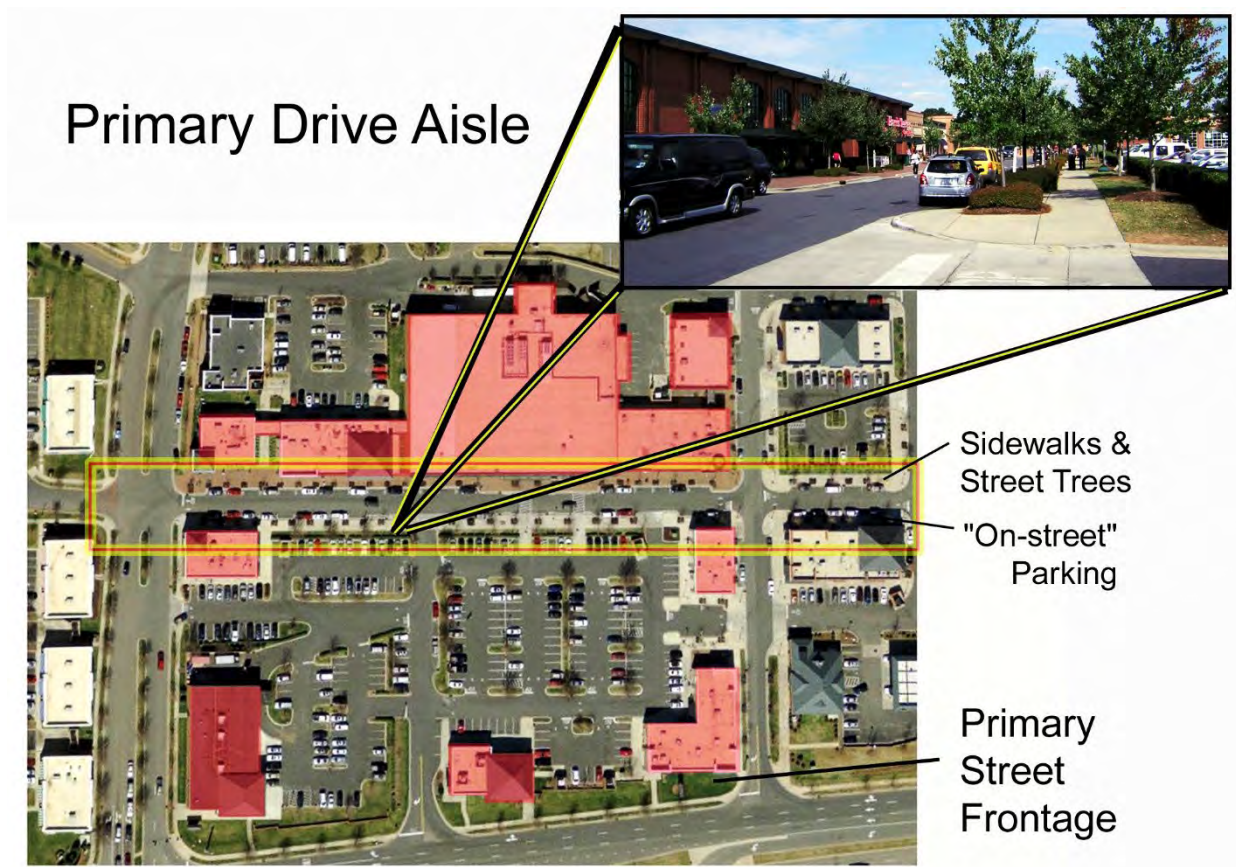 Primary Drive Aisle
Sidewalks &
Street Trees
"On-street"
Parking
Primary
Street
Frontage